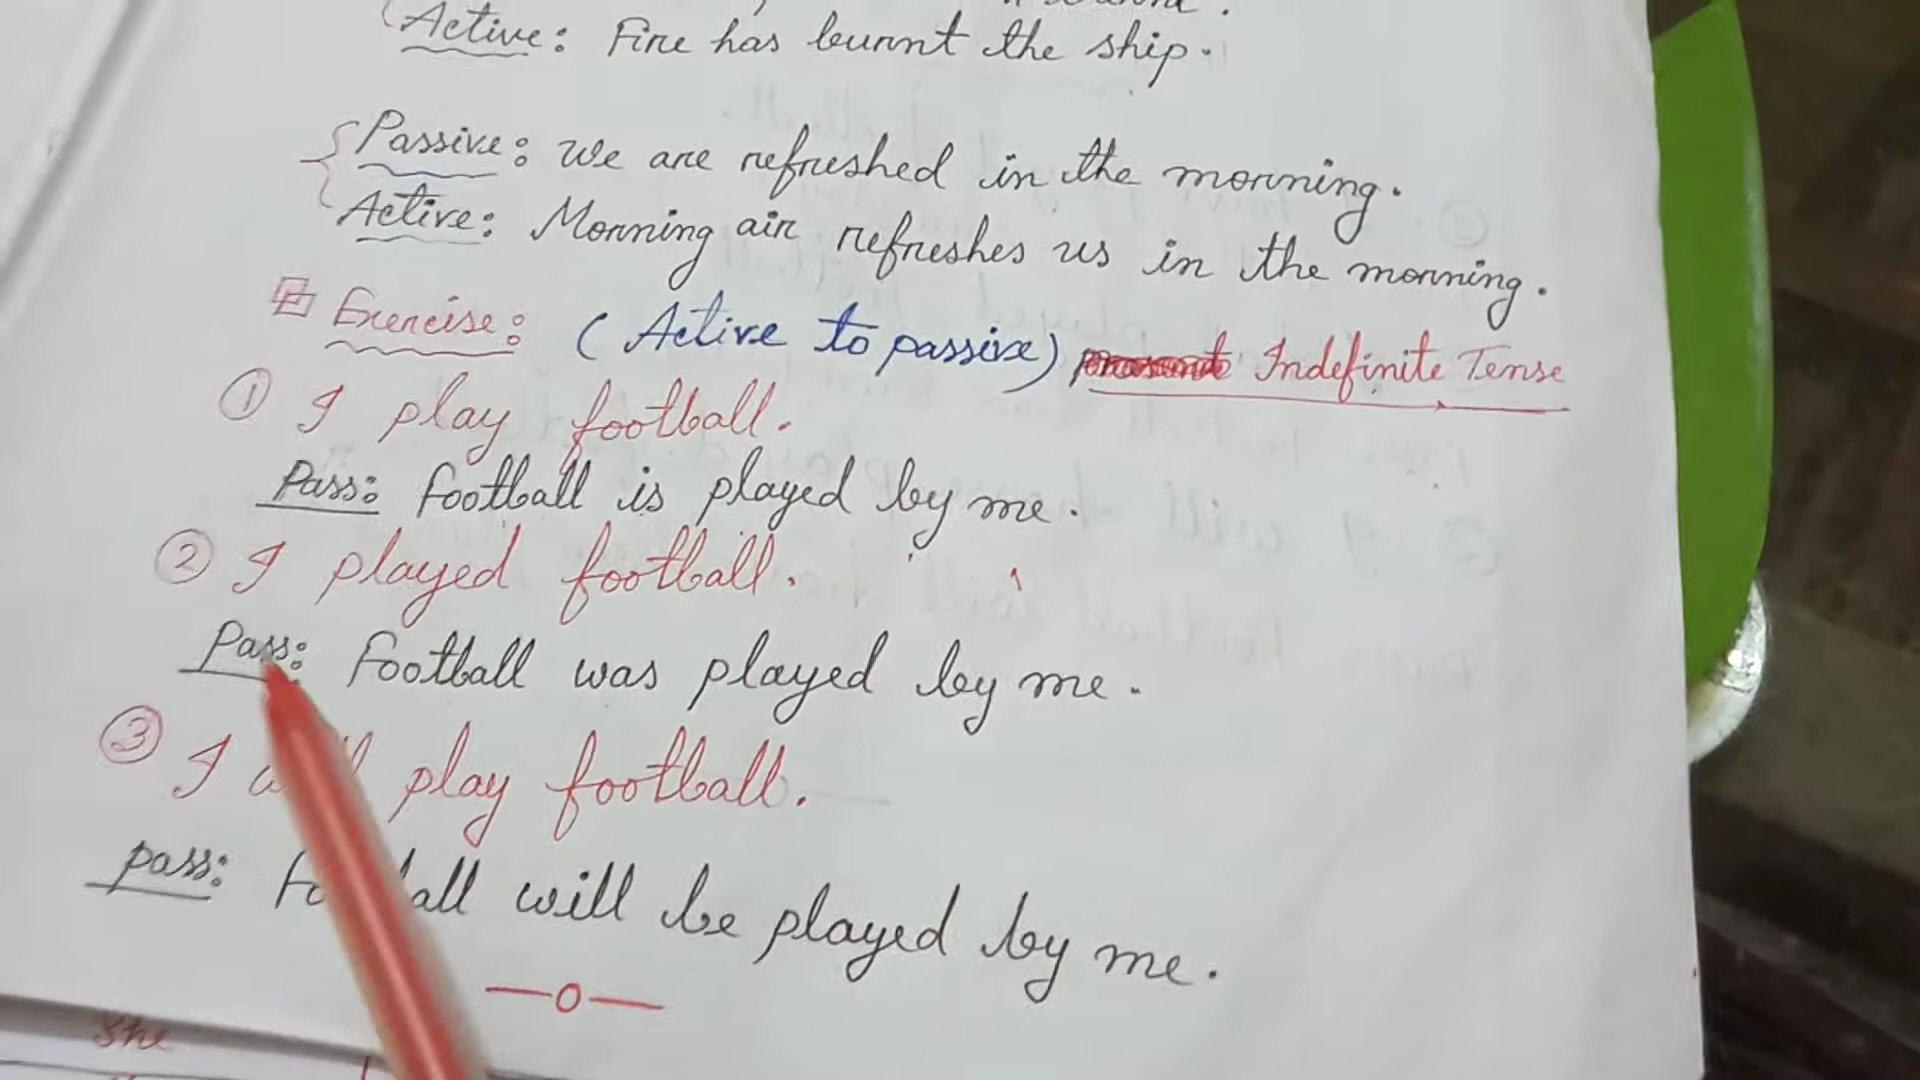 Active: Fire has burnt the ship.
Passive: We are refreshed in the morning.
Active: Morning air refreshes us in the morning.
Exercise: (Active to passive) Indefinite Tense
① I play football.
Pass: Football is played by me.
② I played football.
Pass: Football was played by me.
③ I play football.
pass: will be played by me.
—o—
She